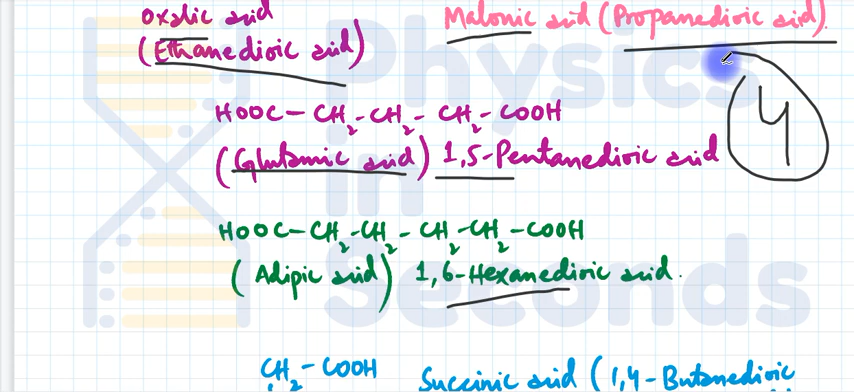 Oxalic acid
Malonic acid (Propanedioic acid).
(Ethanedioic acid)
4
HOOC-CH2-CH2-CH2-COOH
(Glutamic acid) 1,5-Pentanedioic acid
HOOC-CH2-CH2-CH2-CH2-COOH
(Adipic acid) 1,6-Hexanedioic acid.
CH2-COOH
Succinic acid (1,4-Butanedioic
Physics
in
Seconds